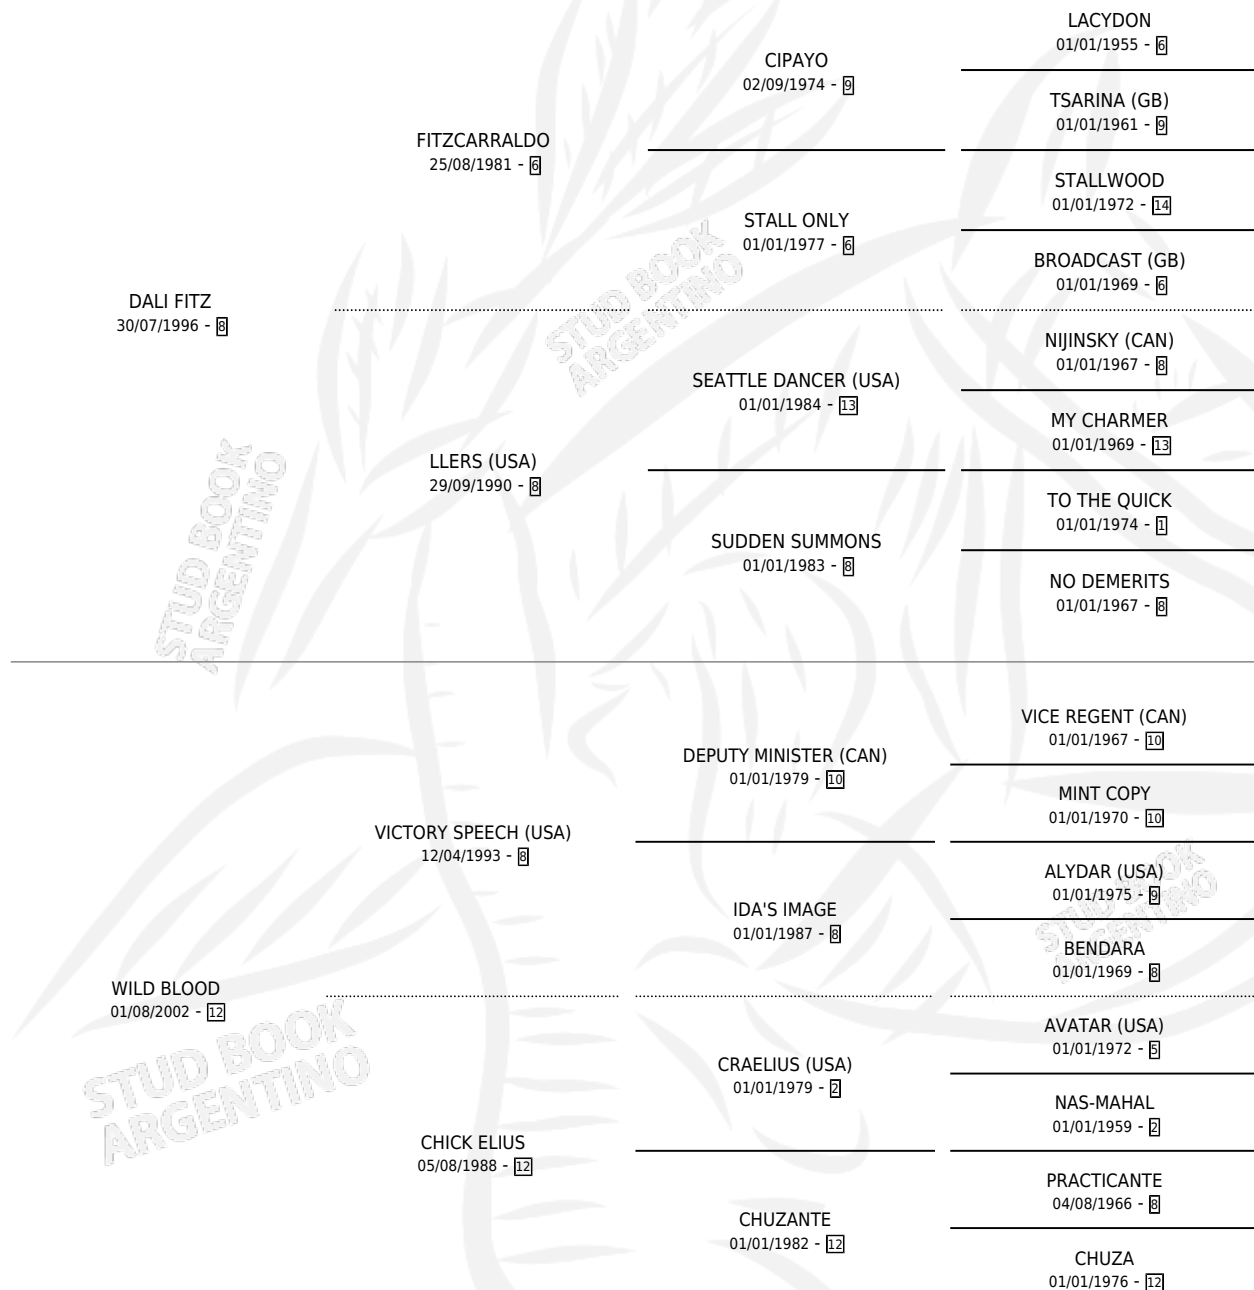 LACYDON
01/01/1955 - 6
CIPAYO
02/09/1974 - 9
TSARINA (GB)
01/01/1961 - 9
FITZCARRALDO
25/08/1981 - 6
STALLWOOD
01/01/1972 - 14
STALL ONLY
01/01/1977 - 6
BROADCAST (GB)
01/01/1969 - 6
DALI FITZ
30/07/1996 - 8
NIJINSKY (CAN)
01/01/1967 - 8
SEATTLE DANCER (USA)
01/01/1984 - 13
MY CHARMER
01/01/1969 - 13
LLERS (USA)
29/09/1990 - 8
TO THE QUICK
01/01/1974 - 1
SUDDEN SUMMONS
01/01/1983 - 8
NO DEMERITS
01/01/1967 - 8
VICE REGENT (CAN)
01/01/1967 - 10
DEPUTY MINISTER (CAN)
01/01/1979 - 10
MINT COPY
01/01/1970 - 10
VICTORY SPEECH (USA)
12/04/1993 - 8
ALYDAR (USA)
01/01/1975 - 9
IDA'S IMAGE
01/01/1987 - 8
BENDARA
01/01/1969 - 8
WILD BLOOD
01/08/2002 - 12
AVATAR (USA)
01/01/1972 - 5
CRAELIUS (USA)
01/01/1979 - 2
NAS-MAHAL
01/01/1959 - 2
CHICK ELIUS
05/08/1988 - 12
PRACTICANTE
04/08/1966 - 8
CHUZANTE
01/01/1982 - 12
CHUZA
01/01/1976 - 12
STUD BOOK
ARGENTINO
STUD BOOK
ARGENTINO
STUD BOOK
ARGENTINO
STUD BOOK
ARGENTINO